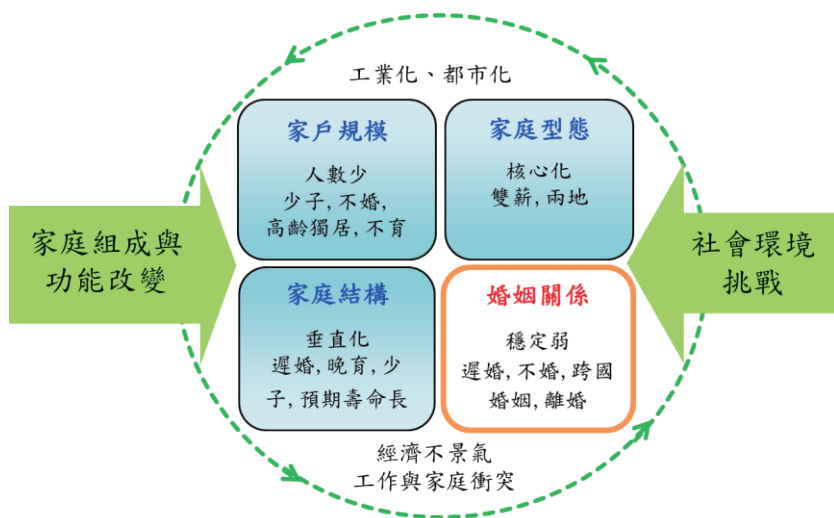 工業化、都市化
家戶規模
人數少
少子, 不婚,
高齡獨居, 不育
家庭型態
核心化
雙薪, 兩地
家庭組成與
功能改變
社會環境
挑戰
家庭結構
垂直化
遲婚, 晚育, 少
子, 預期壽命長
婚姻關係
穩定弱
遲婚, 不婚, 跨國
婚姻, 離婚
經濟不景氣
工作與家庭衝突